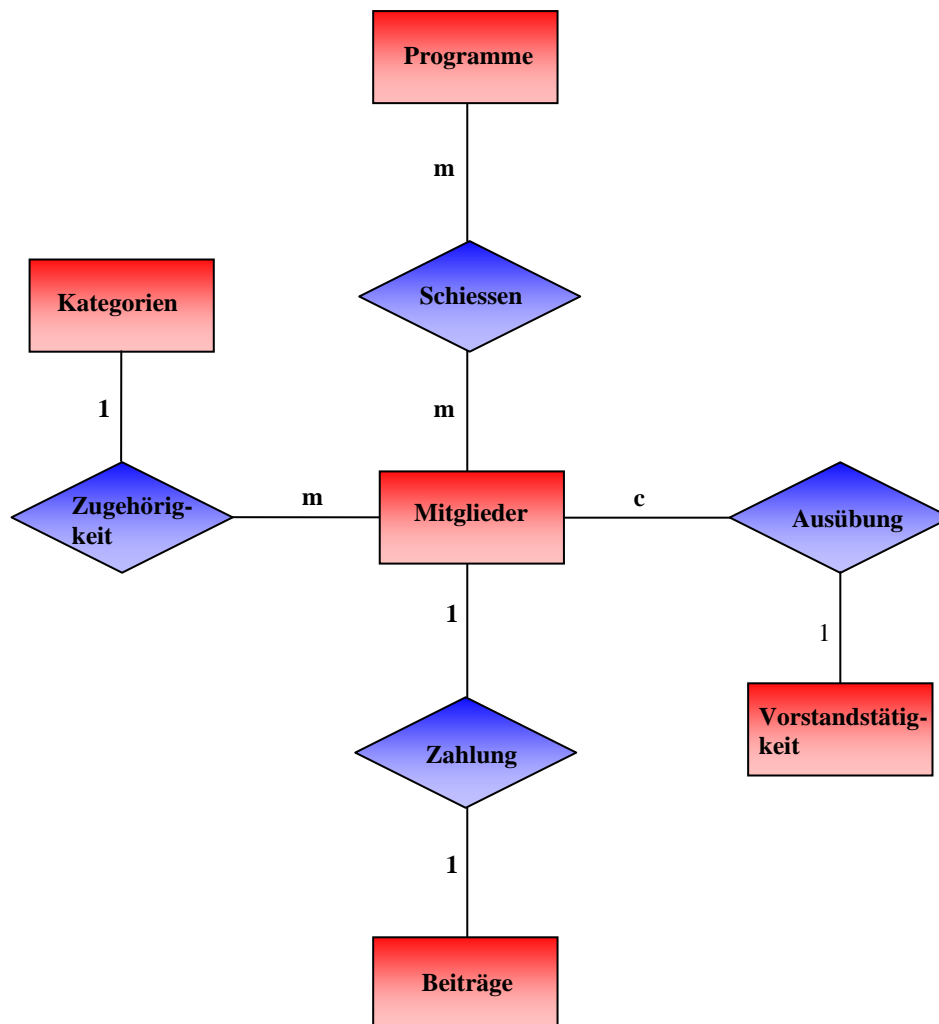 Programme
m
Schiessen
Kategorien
1
m
Zugehörig-
keit
m
Mitglieder
c
Ausübung
1
1
Vorstandstätig-
keit
Zahlung
1
Beiträge